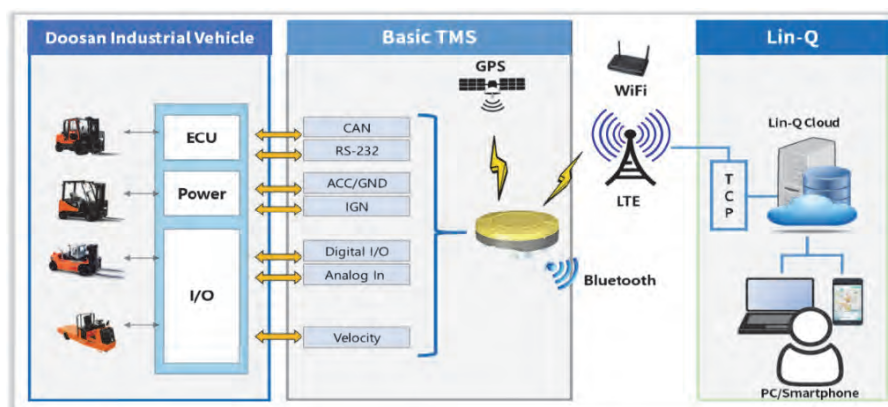 Doosan Industrial Vehicle
Basic TMS
Lin-Q
GPS
WiFi
ECU
CAN
RS-232
Lin-Q Cloud
Power
ACC/GND
IGN
LTE
T
C
P
I/O
Digital I/O
Analog In
Bluetooth
Velocity
PC/Smartphone